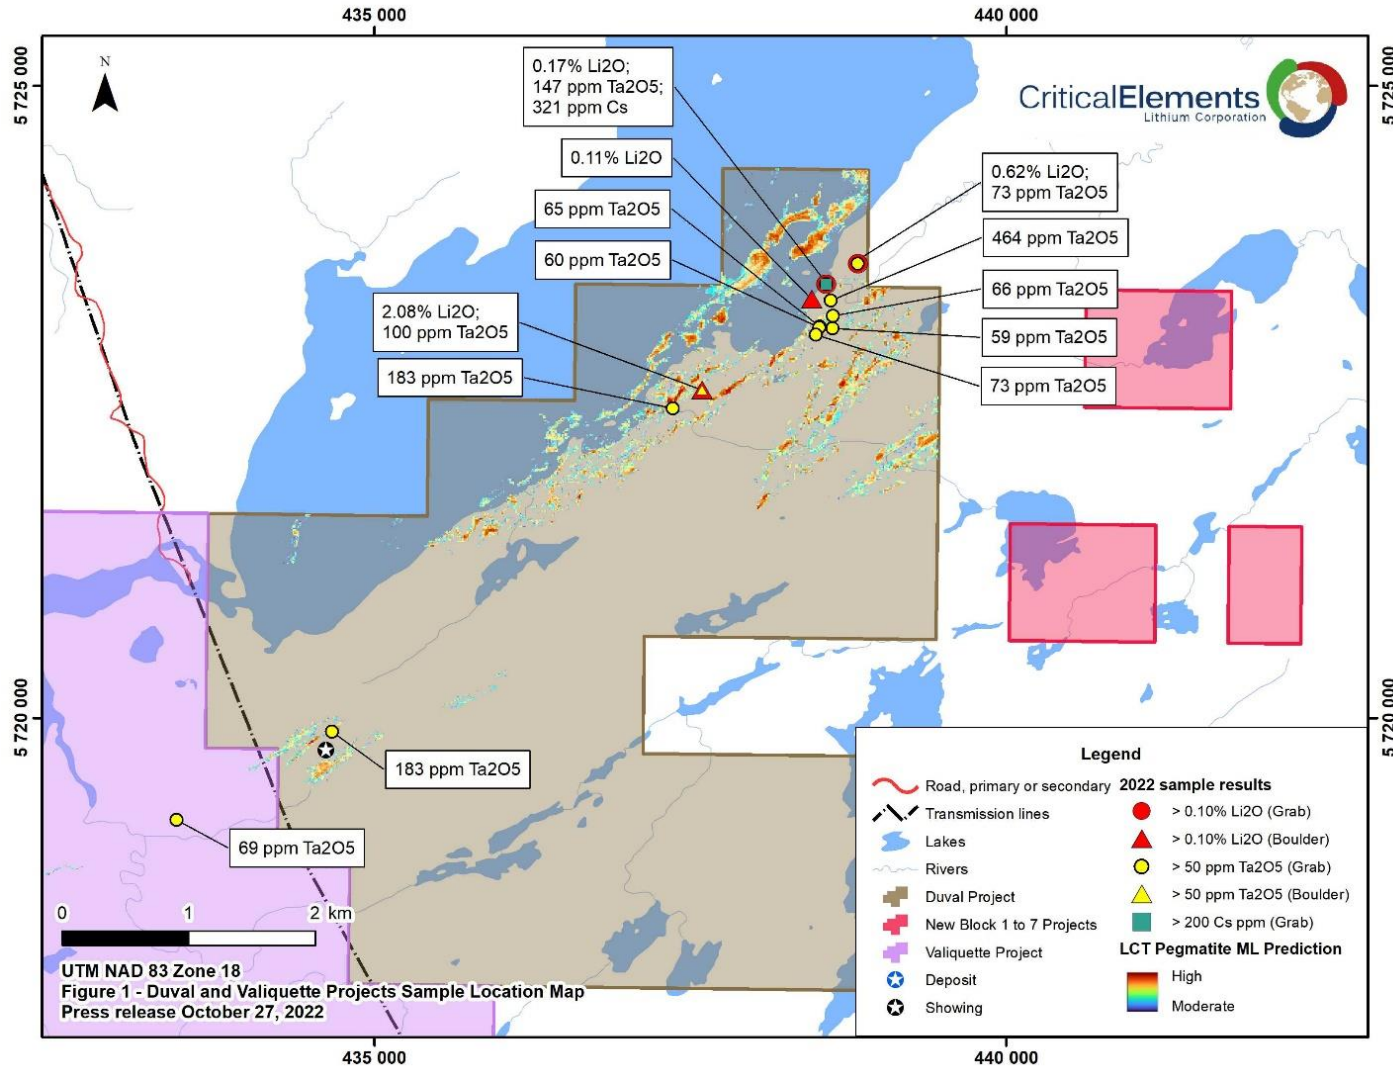 435 000
440 000
5 725 000
5 725 000
N
CriticalElements
Lithium Corporation
0.17% Li2O;
147 ppm Ta2O5;
321 ppm Cs
0.11% Li2O
65 ppm Ta2O5
60 ppm Ta2O5
2.08% Li2O;
100 ppm Ta2O5
183 ppm Ta2O5
0.62% Li2O;
73 ppm Ta2O5
464 ppm Ta2O5
66 ppm Ta2O5
59 ppm Ta2O5
73 ppm Ta2O5
5 720 000
5 720 000
183 ppm Ta2O5
69 ppm Ta2O5
0 1 2 km
UTM NAD 83 Zone 18
Figure 1 - Duval and Valiquette Projects Sample Location Map
Press release October 27, 2022
Legend
Road, primary or secondary
Transmission lines
Lakes
Rivers
Duval Project
New Block 1 to 7 Projects
Valiquette Project
Deposit
Showing
2022 sample results
> 0.10% Li2O (Grab)
> 0.10% Li2O (Boulder)
> 50 ppm Ta2O5 (Grab)
> 50 ppm Ta2O5 (Boulder)
> 200 Cs ppm (Grab)
LCT Pegmatite ML Prediction
High
Moderate
435 000
440 000